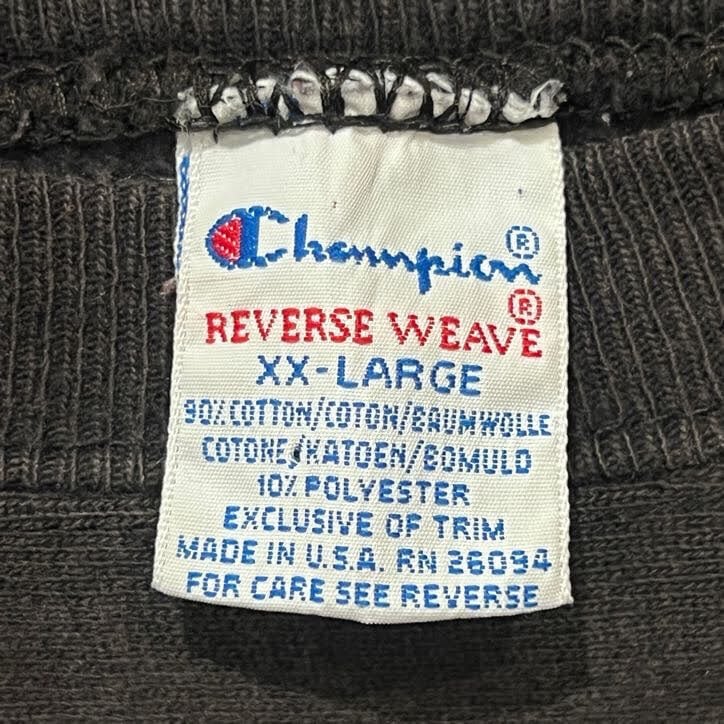 Champion®
REVERSE WEAVE®
XX-LARGE
90% COTTON/COTON/BAUMWOLLE
COTONE/KATOEN/BOMULD
10% POLYESTER
EXCLUSIVE OF TRIM
MADE IN U.S.A. RN 26094
FOR CARE SEE REVERSE